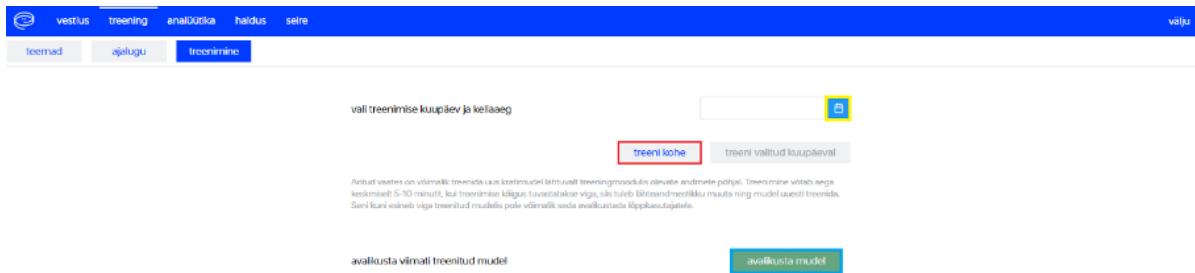 vestlus treening analüütika haldus seire välju
teemad ajalugu treenimine
vali treenimise kuupäev ja kellaaeg
treeni kohe treeni valitud kuupäeval
Antud vaates on võimalik treenida uus kratimudel lähtuvalt treeningmoodulis olevate andmete põhjal. Treenimine võtab aega
keskmiselt 5-10 minutit, kui treenimise käigus tuvastatakse viga, siis tuleb lähteandmestikku muuta ning mudel uuesti treenida.
Seni kuni esineb viga treenitud mudelis pole võimalik seda avalikustada lõppkasutajatele.
avalikusta viimati treenitud mudel avalikusta mudel